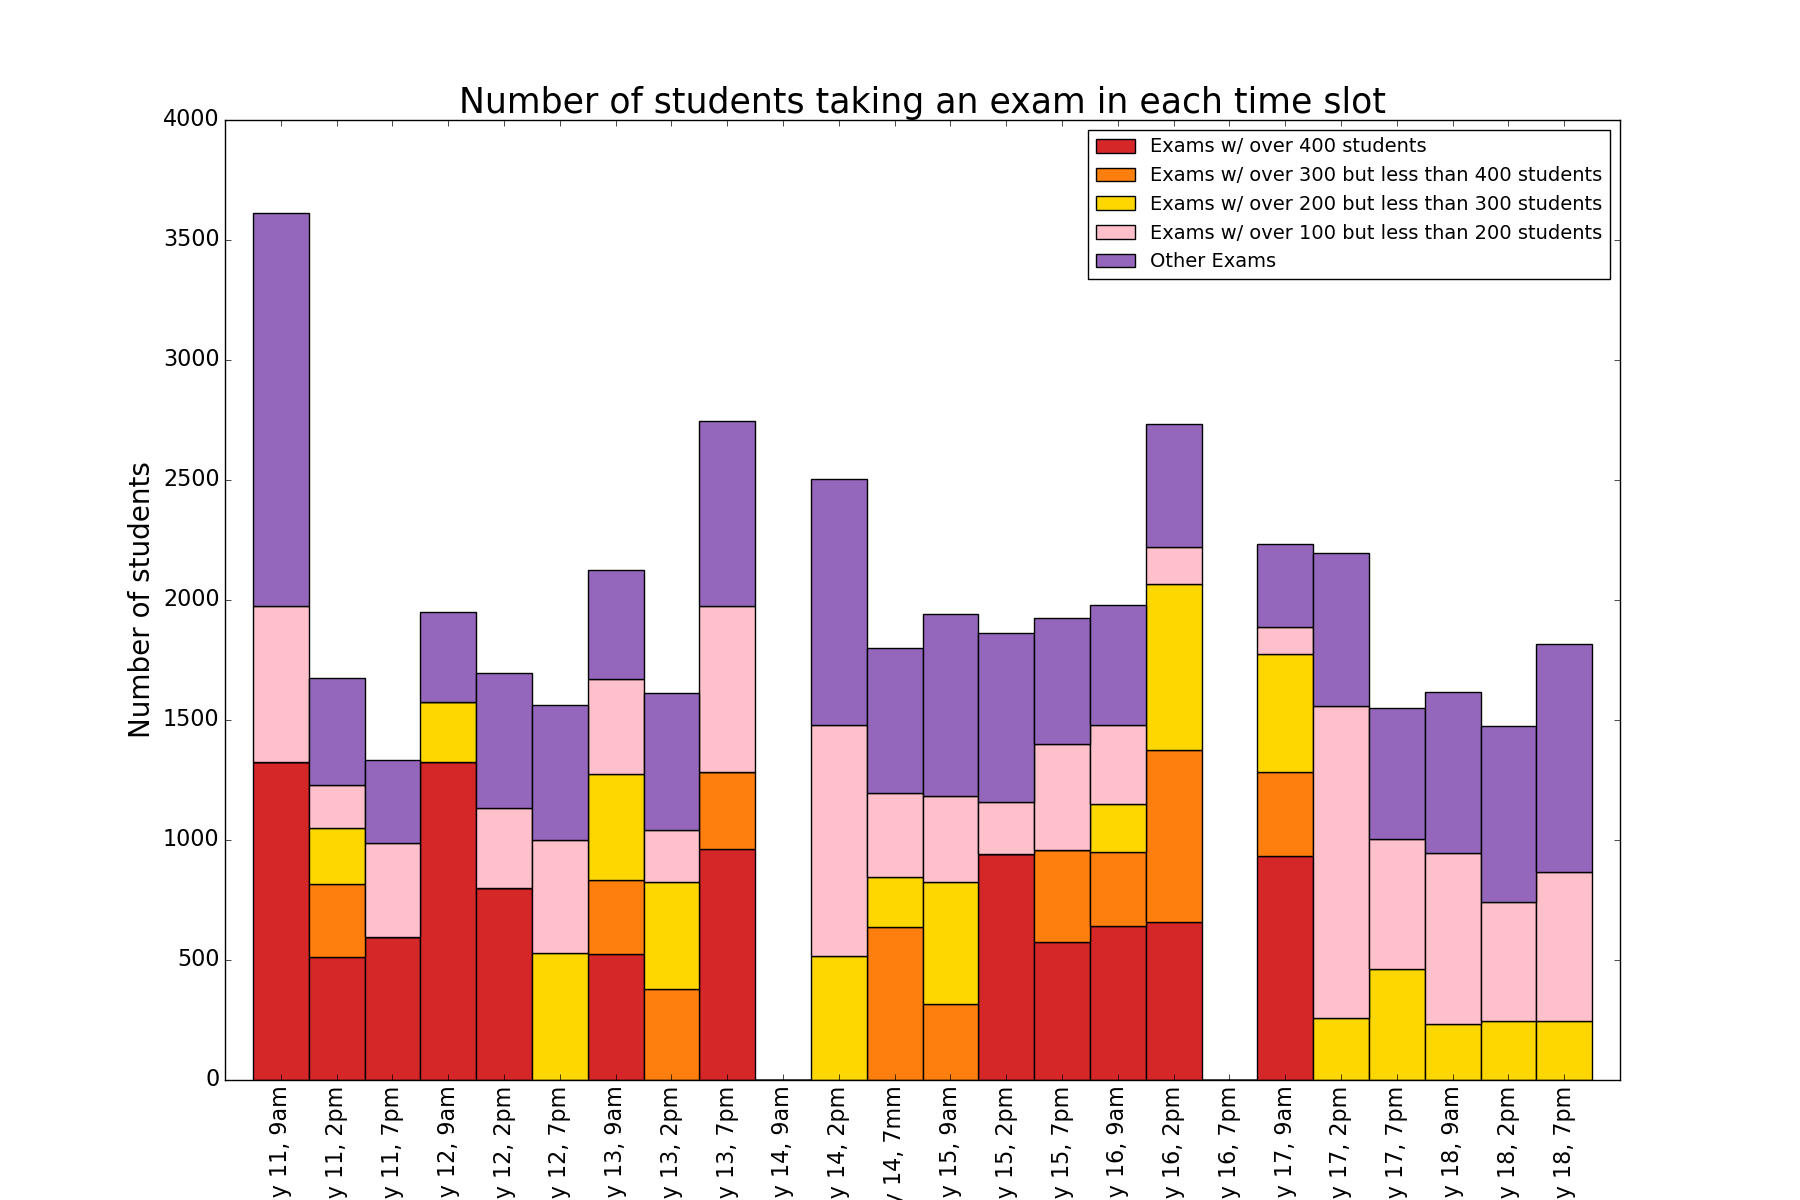 Number of students taking an exam in each time slot
Exams w/ over 400 students
Exams w/ over 300 but less than 400 students
Exams w/ over 200 but less than 300 students
Exams w/ over 100 but less than 200 students
Other Exams
Number of students
4000
3500
3000
2500
2000
1500
1000
500
0
y 11, 9am
y 11, 2pm
y 11, 7pm
y 12, 9am
y 12, 2pm
y 12, 7pm
y 13, 9am
y 13, 2pm
y 13, 7pm
y 14, 9am
y 14, 2pm
y 14, 7mm
y 15, 9am
y 15, 2pm
y 15, 7pm
y 16, 9am
y 16, 2pm
y 16, 7pm
y 17, 9am
y 17, 2pm
y 17, 7pm
y 18, 9am
y 18, 2pm
y 18, 7pm